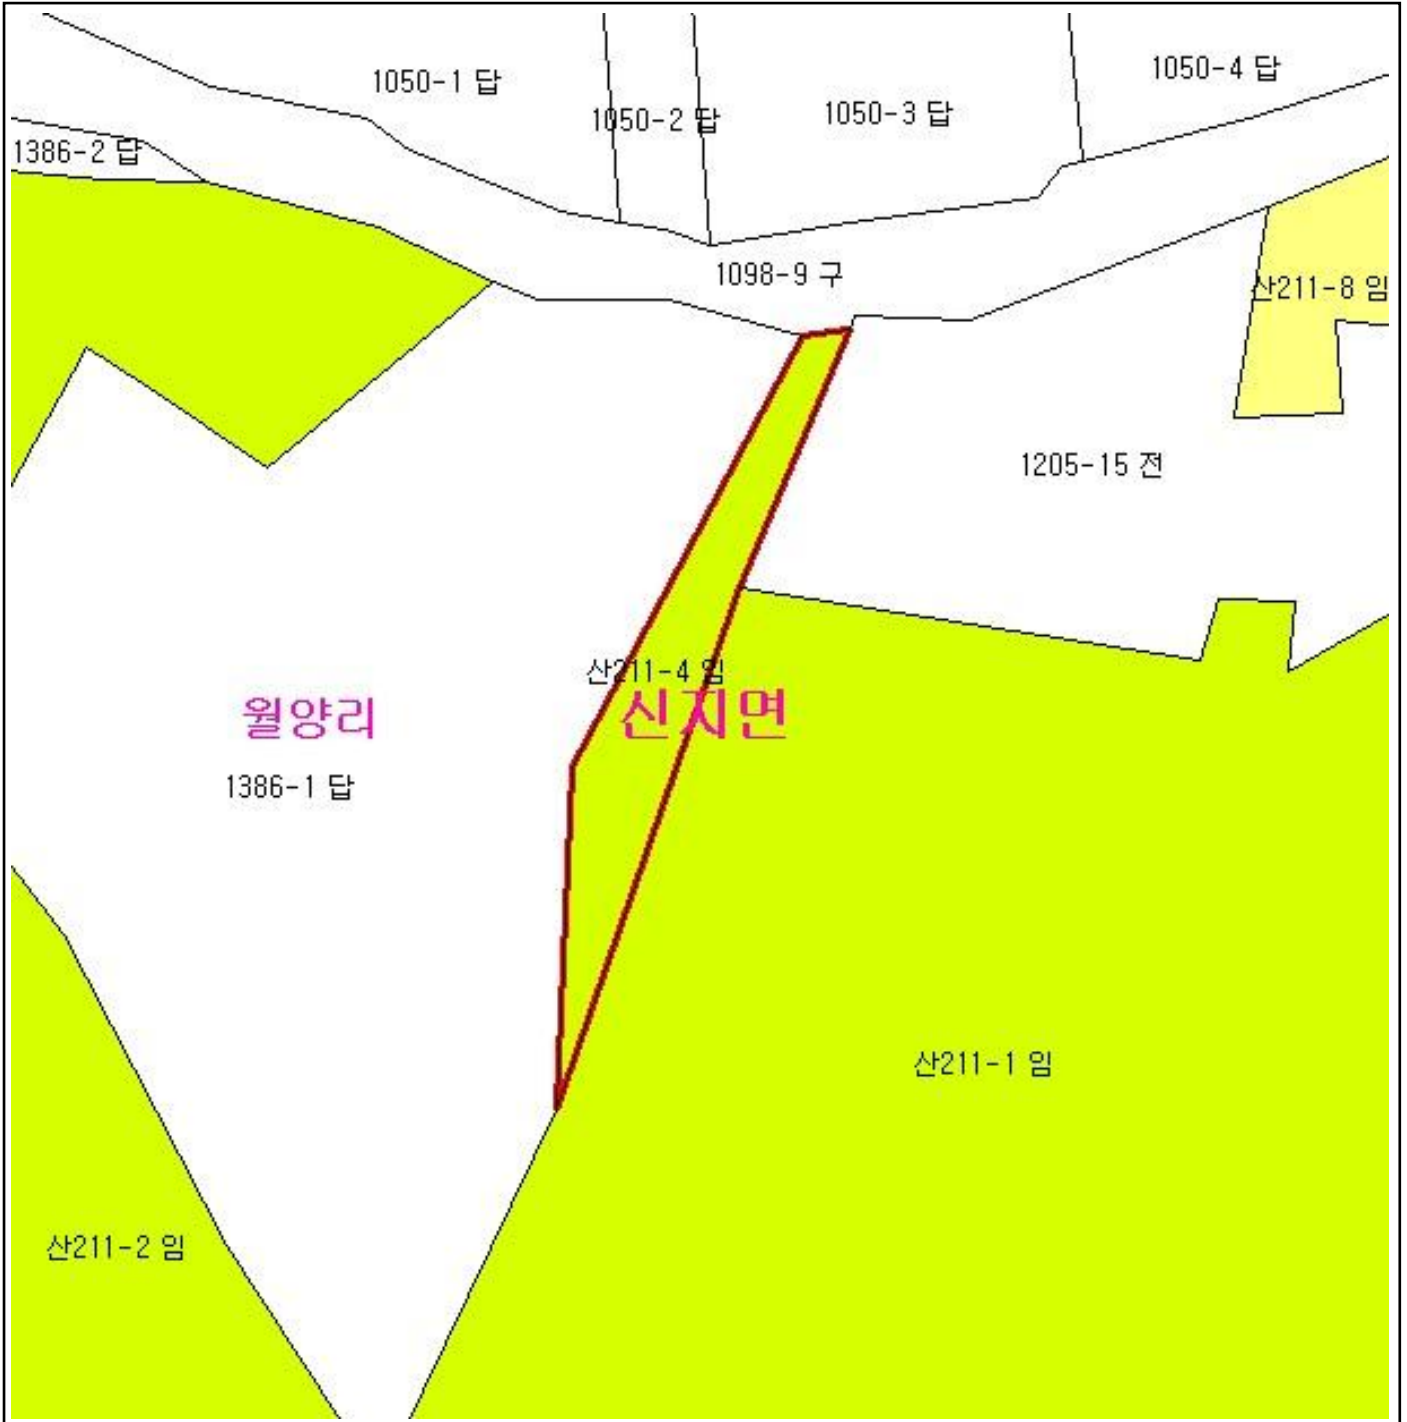 1050-4 답
1050-1 답
1050-3 답
1050-2 답
1386-2 답
1098-9 구
산211-8 임
1205-15 전
산211-4 임
월양리
신지면
1386-1 답
산211-1 임
산211-2 임